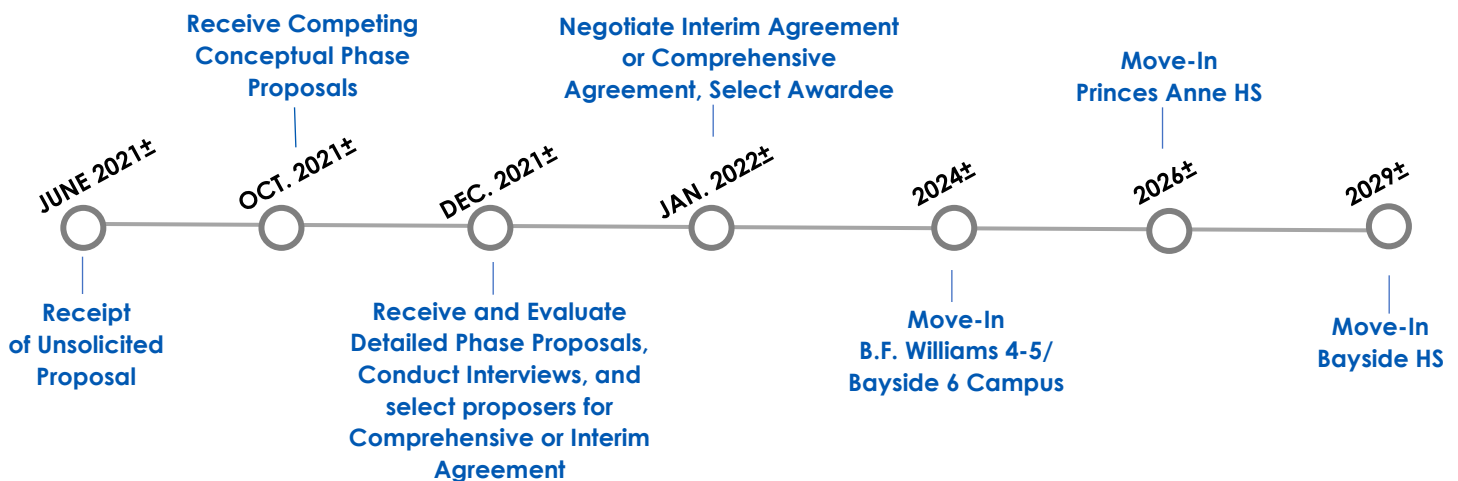 Receive Competing
Conceptual Phase
Proposals
Negotiate Interim Agreement
or Comprehensive
Agreement, Select Awardee
Move-In
Princes Anne HS
JUNE 2021±
OCT. 2021±
DEC. 2021±
JAN. 2022±
2024±
2026±
2029±
Receipt
of Unsolicited
Proposal
Receive and Evaluate
Detailed Phase Proposals,
Conduct Interviews, and
select proposers for
Comprehensive or Interim
Agreement
Move-In
B.F. Williams 4-5/
Bayside 6 Campus
Move-In
Bayside HS